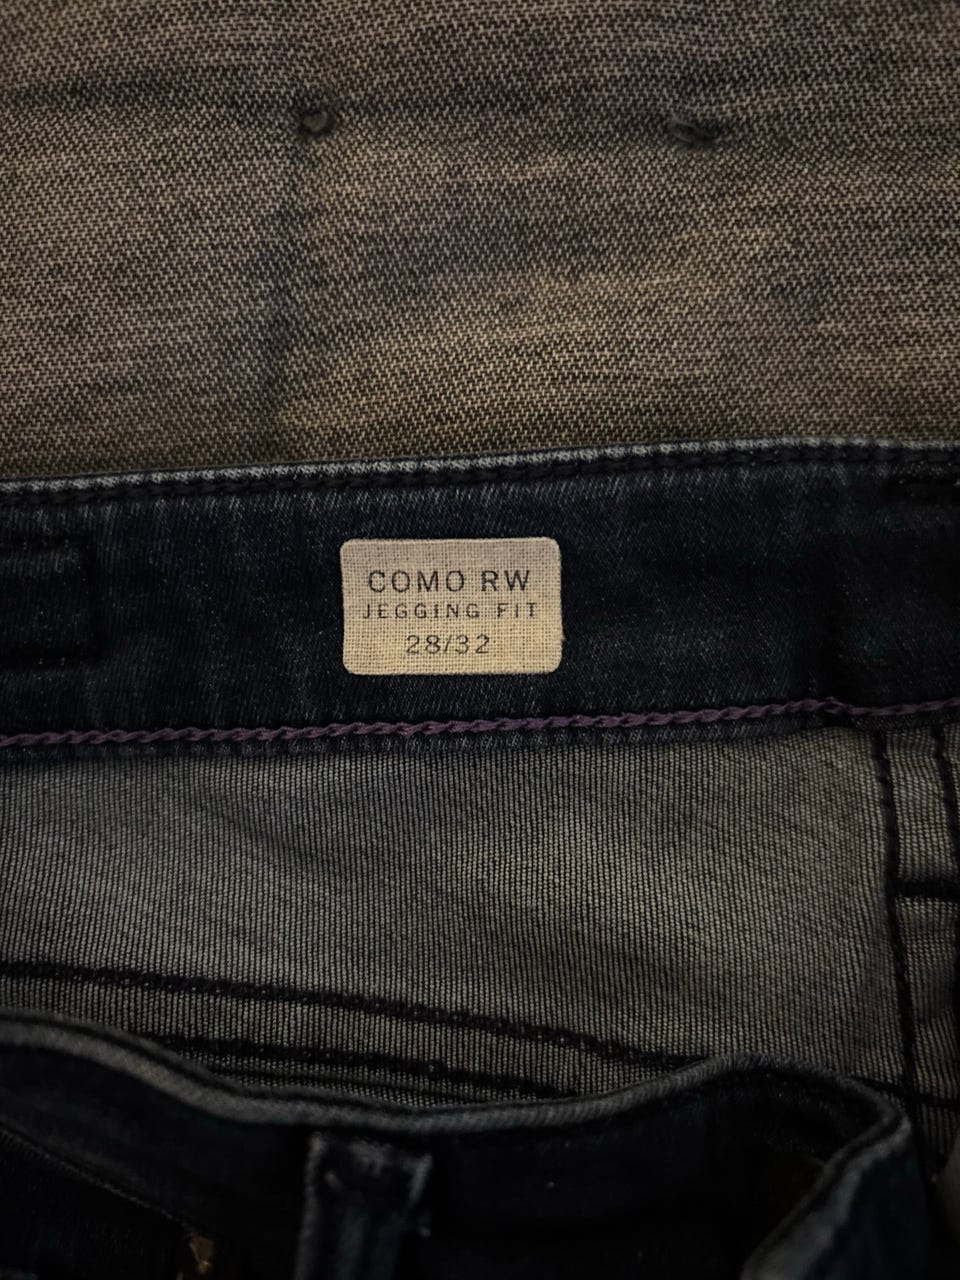 COMO RW
JEGGING FIT
28/32